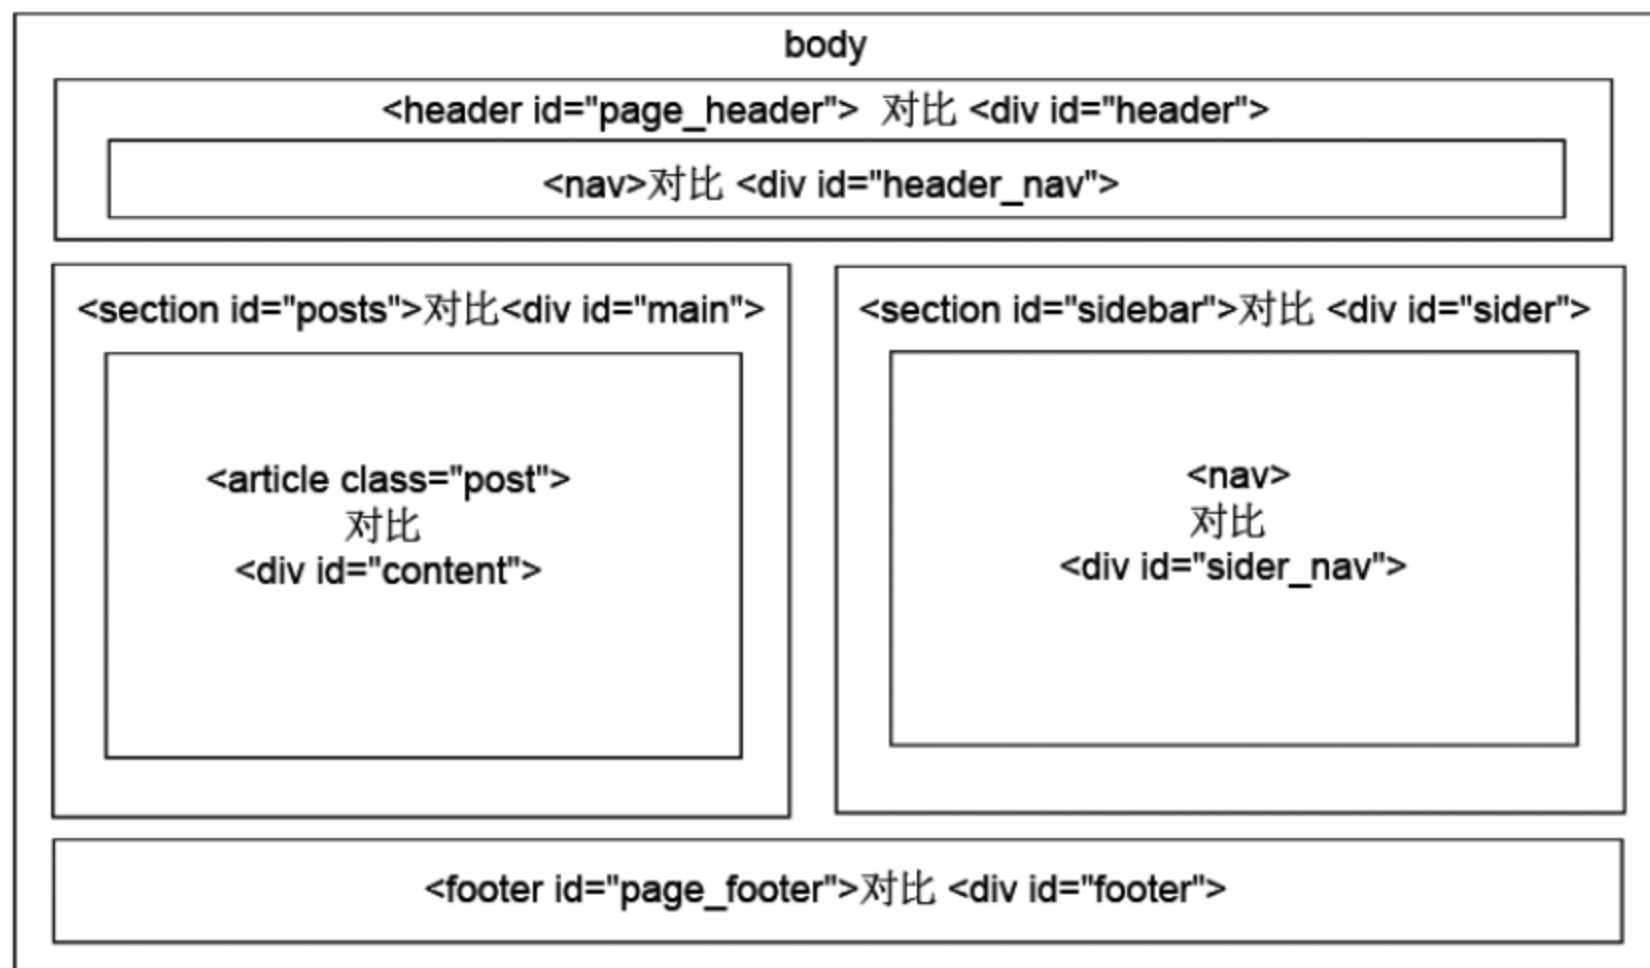 body
<header id="page_header"> 对比 <div id="header">
<nav>对比 <div id="header_nav">
<section id="posts">对比<div id="main">
<article class="post">
对比
<div id="content">
<section id="sidebar">对比 <div id="sider">
<nav>
对比
<div id="sider_nav">
<footer id="page_footer">对比 <div id="footer">